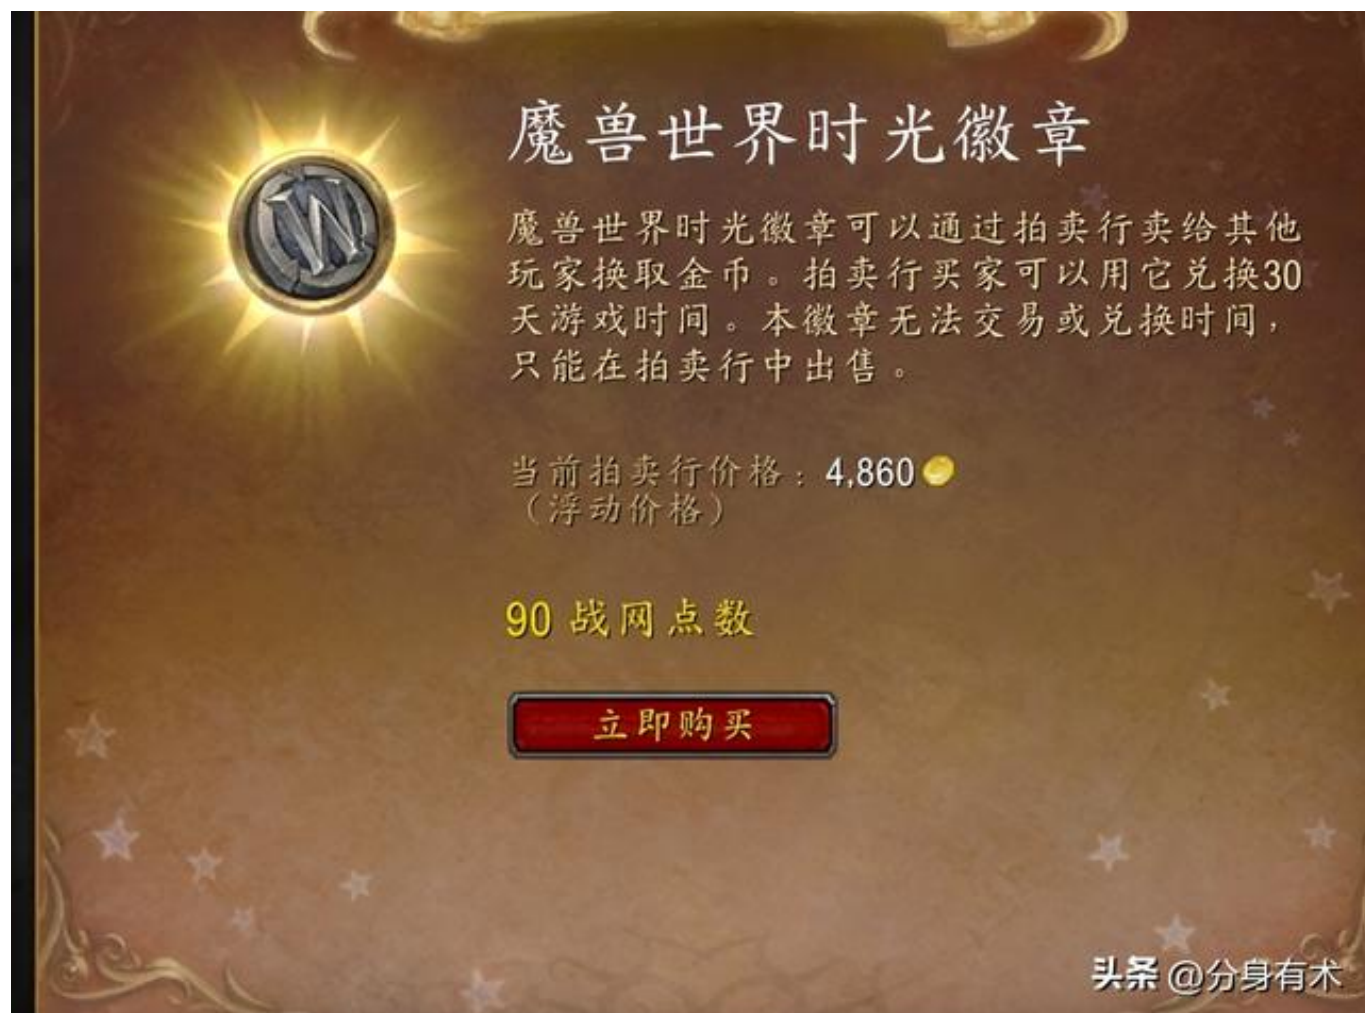 魔兽世界时光徽章
魔兽世界时光徽章可以通过拍卖行卖给其他
玩家换取金币。拍卖行买家可以用它兑换30
天游戏时间。本徽章无法交易或兑换时间，
只能在拍卖行中出售。
当前拍卖行价格：4,860
（浮动价格）
90 战网点数
立即购买
头条 @分身有术